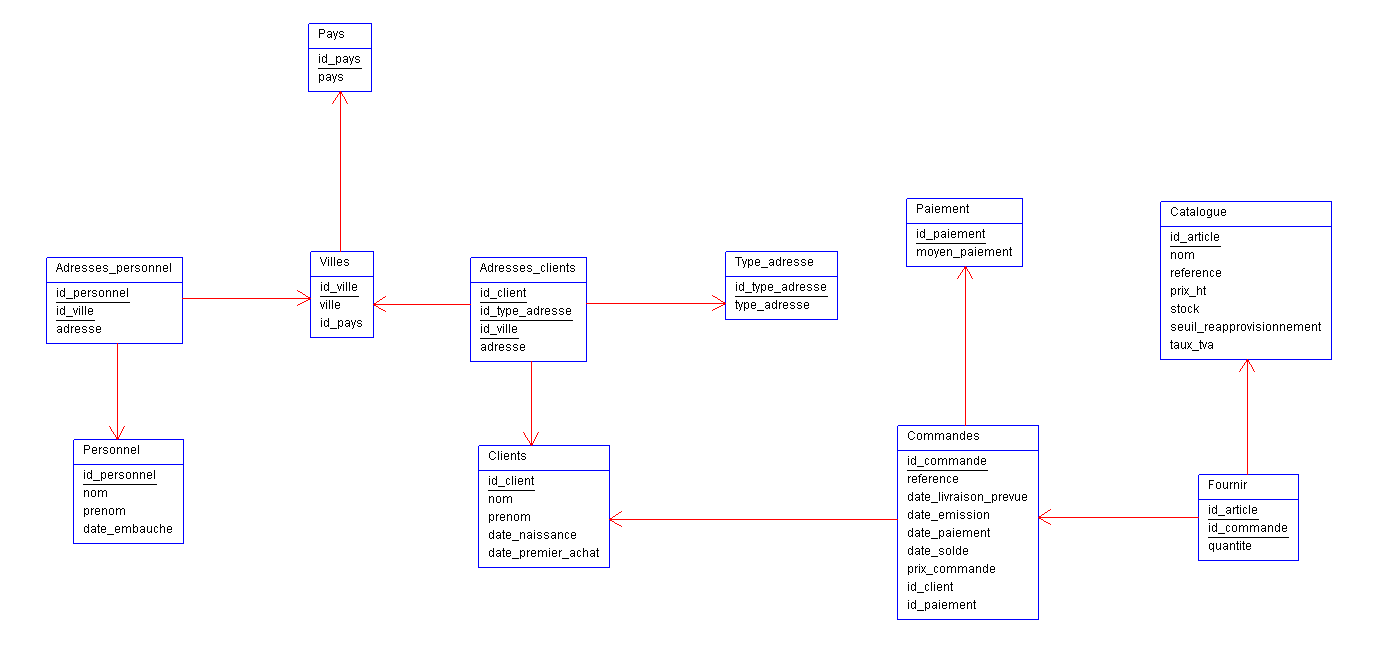 Pays
id_pays
pays
Adresses_personnel
id_personnel
id_ville
adresse
Villes
id_ville
ville
id_pays
Adresses_clients
id_client
id_type_adresse
id_ville
adresse
Type_adresse
id_type_adresse
type_adresse
Paiement
id_paiement
moyen_paiement
Catalogue
id_article
nom
reference
prix_ht
stock
seuil_reapprovisionnement
taux_tva
Personnel
id_personnel
nom
prenom
date_embauche
Clients
id_client
nom
prenom
date_naissance
date_premier_achat
Commandes
id_commande
reference
date_livraison_prevue
date_emission
date_paiement
date_solde
prix_commande
id_client
id_paiement
Fournir
id_article
id_commande
quantite